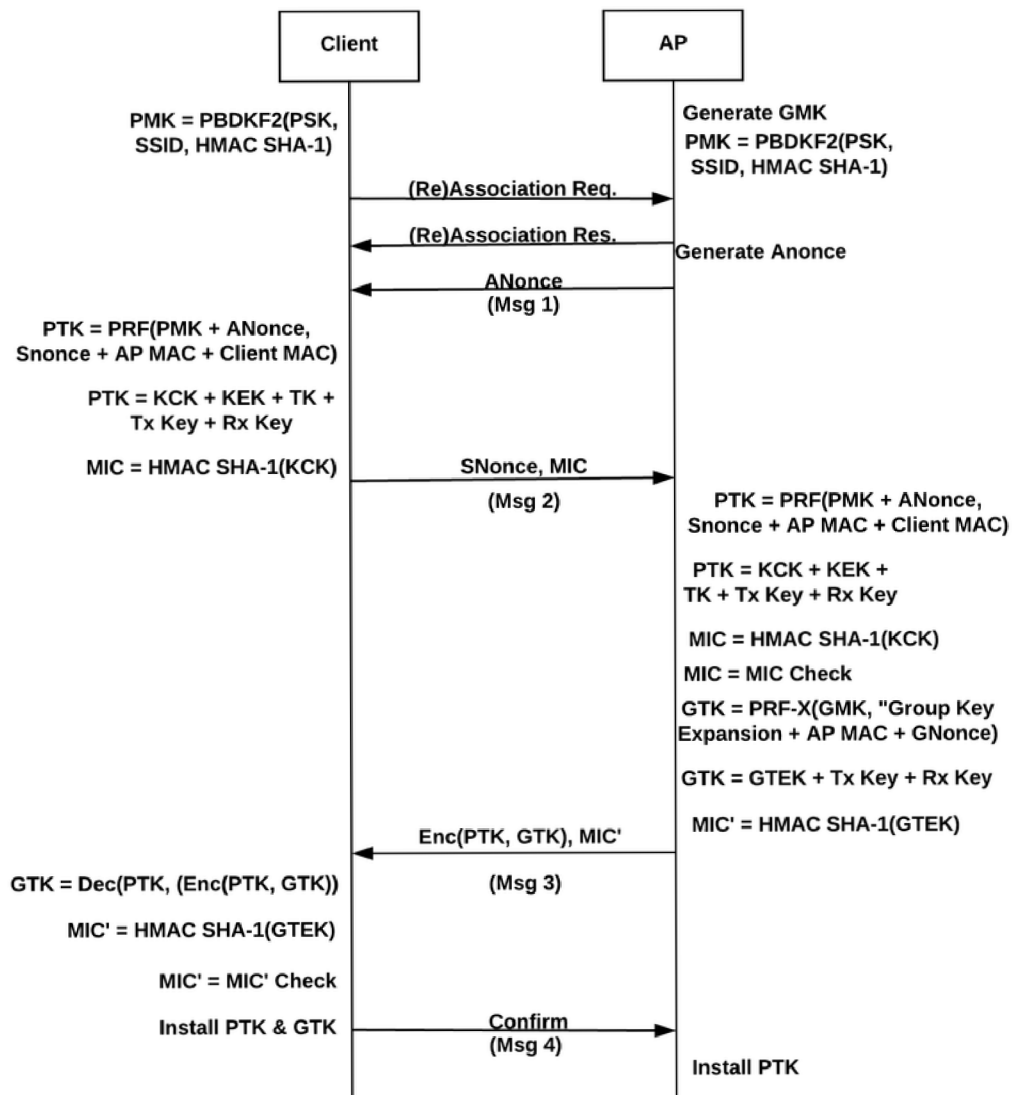 Client
AP
PMK = PBDKF2(PSK,
SSID, HMAC SHA-1)
Generate GMK
PMK = PBDKF2(PSK,
SSID, HMAC SHA-1)
(Re)Association Req.
(Re)Association Res.
Generate Anonce
ANonce
(Msg 1)
PTK = PRF(PMK + ANonce,
Snonce + AP MAC + Client MAC)
PTK = KCK + KEK + TK +
Tx Key + Rx Key
MIC = HMAC SHA-1(KCK)
SNonce, MIC
(Msg 2)
PTK = PRF(PMK + ANonce,
Snonce + AP MAC + Client MAC)
PTK = KCK + KEK +
TK + Tx Key + Rx Key
MIC = HMAC SHA-1(KCK)
MIC = MIC Check
GTK = PRF-X(GMK, "Group Key
Expansion + AP MAC + GNonce)
GTK = GTEK + Tx Key + Rx Key
MIC' = HMAC SHA-1(GTEK)
Enc(PTK, GTK), MIC'
(Msg 3)
GTK = Dec(PTK, (Enc(PTK, GTK))
MIC' = HMAC SHA-1(GTEK)
MIC' = MIC' Check
Install PTK & GTK
Confirm
(Msg 4)
Install PTK